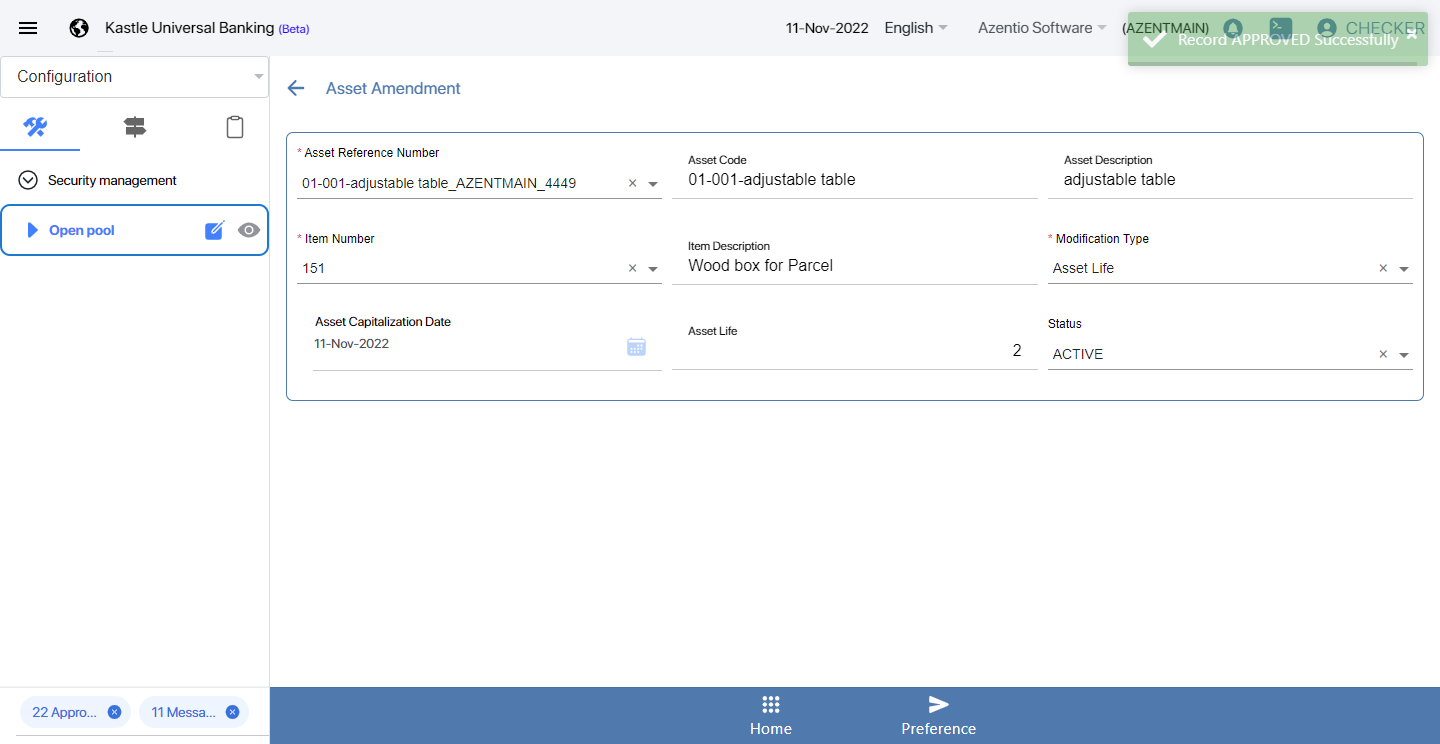 Kastle Universal Banking (Beta)
11-Nov-2022
English
Azentio Software
(AZENTMAIN)
CHECKER
Record APPROVED Successfully
Configuration
Asset Amendment
Security management
Open pool
* Asset Reference Number
01-001-adjustable table_AZENTMAIN_4449
Asset Code
01-001-adjustable table
Asset Description
adjustable table
* Item Number
151
Item Description
Wood box for Parcel
* Modification Type
Asset Life
Asset Capitalization Date
11-Nov-2022
Asset Life
2
Status
ACTIVE
22 Appro...
11 Messa...
Home
Preference